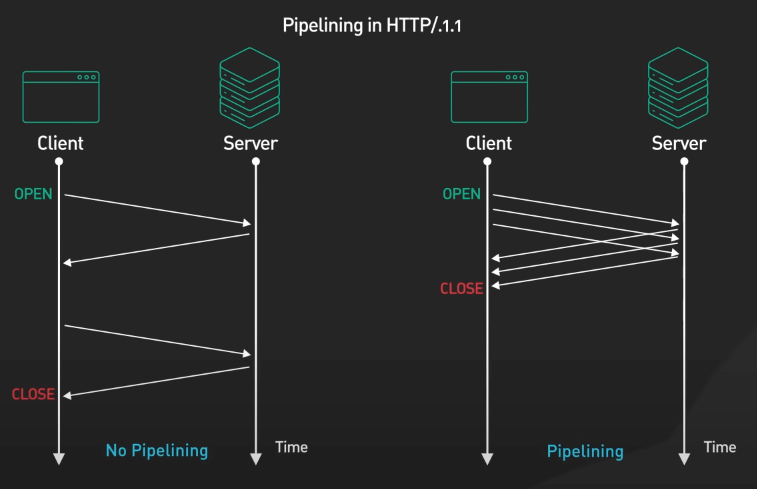 Pipelining in HTTP/.1.1
Client
Server
OPEN
CLOSE
No Pipelining
Time
Client
Server
OPEN
CLOSE
Pipelining
Time